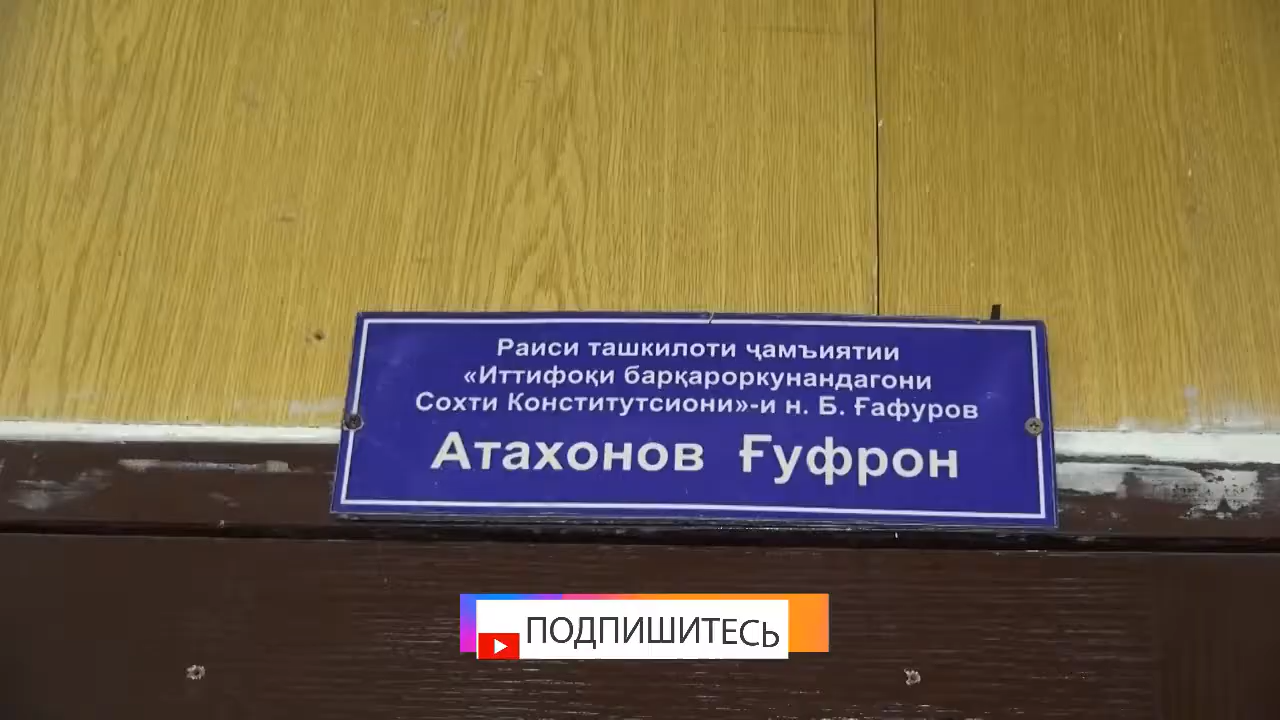 Раиси ташкилоти ҷамъиятии
«Иттифоқи барқароркунандагони
Сохти Конститутсиони»-и н. Б. Ғафуров
Атахонов Ғуфрон
ПОДПИШИТЕСЬ